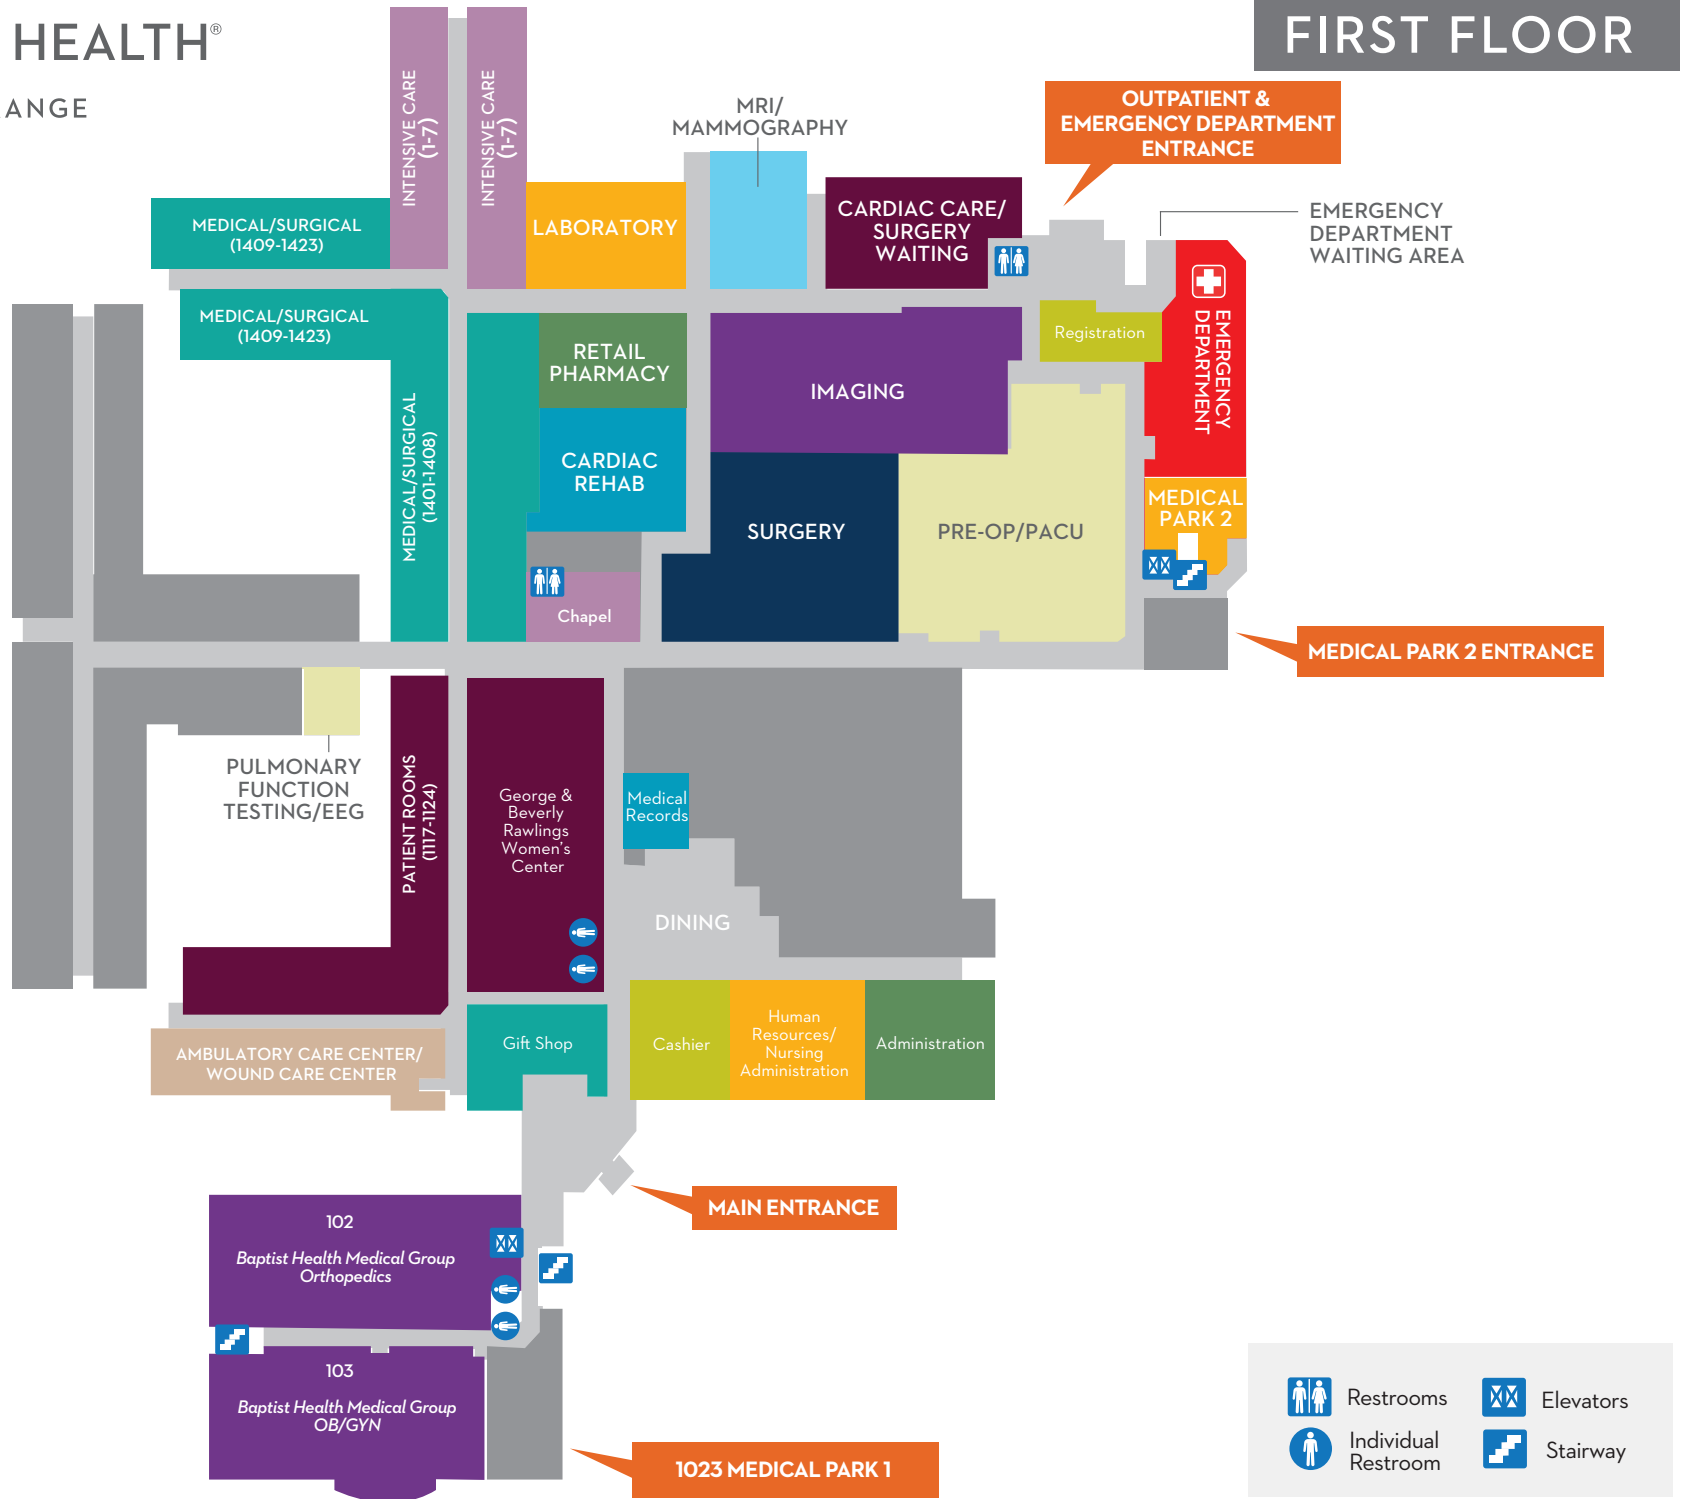 HEALTH®
ANGE
FIRST FLOOR
OUTPATIENT &
EMERGENCY DEPARTMENT
ENTRANCE
MRI/
MAMMOGRAPHY
INTENSIVE CARE
(1-7)
INTENSIVE CARE
(1-7)
MEDICAL/SURGICAL
(1409-1423)
LABORATORY
CARDIAC CARE/
SURGERY
WAITING
EMERGENCY
DEPARTMENT
WAITING AREA
MEDICAL/SURGICAL
(1409-1423)
RETAIL
PHARMACY
IMAGING
Registration
EMERGENCY
DEPARTMENT
MEDICAL/SURGICAL
(1401-1408)
CARDIAC
REHAB
SURGERY
PRE-OP/PACU
MEDICAL
PARK 2
Chapel
MEDICAL PARK 2 ENTRANCE
PULMONARY
FUNCTION
TESTING/EEG
PATIENT ROOMS
(1117-1124)
George &
Beverly
Rawlings
Women's
Center
Medical
Records
DINING
AMBULATORY CARE CENTER/
WOUND CARE CENTER
Gift Shop
Cashier
Human
Resources/
Nursing
Administration
Administration
MAIN ENTRANCE
102
Baptist Health Medical Group
Orthopedics
103
Baptist Health Medical Group
OB/GYN
1023 MEDICAL PARK 1
Restrooms
Elevators
Individual
Restroom
Stairway